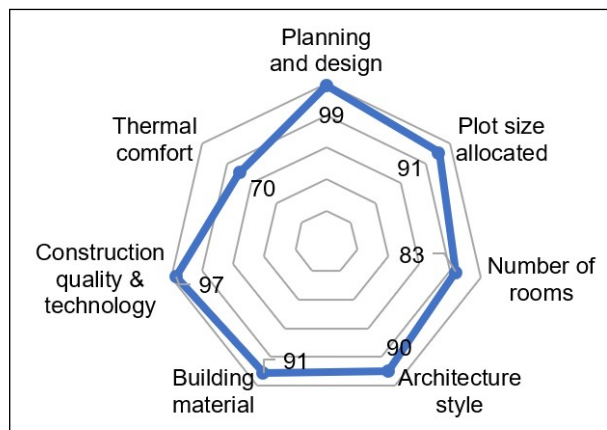 Planning
and design
99
Thermal
comfort
Plot size
allocated
91
70
Construction
quality &
technology
97
83
Number of
rooms
91
90
Building
material
Architecture
style